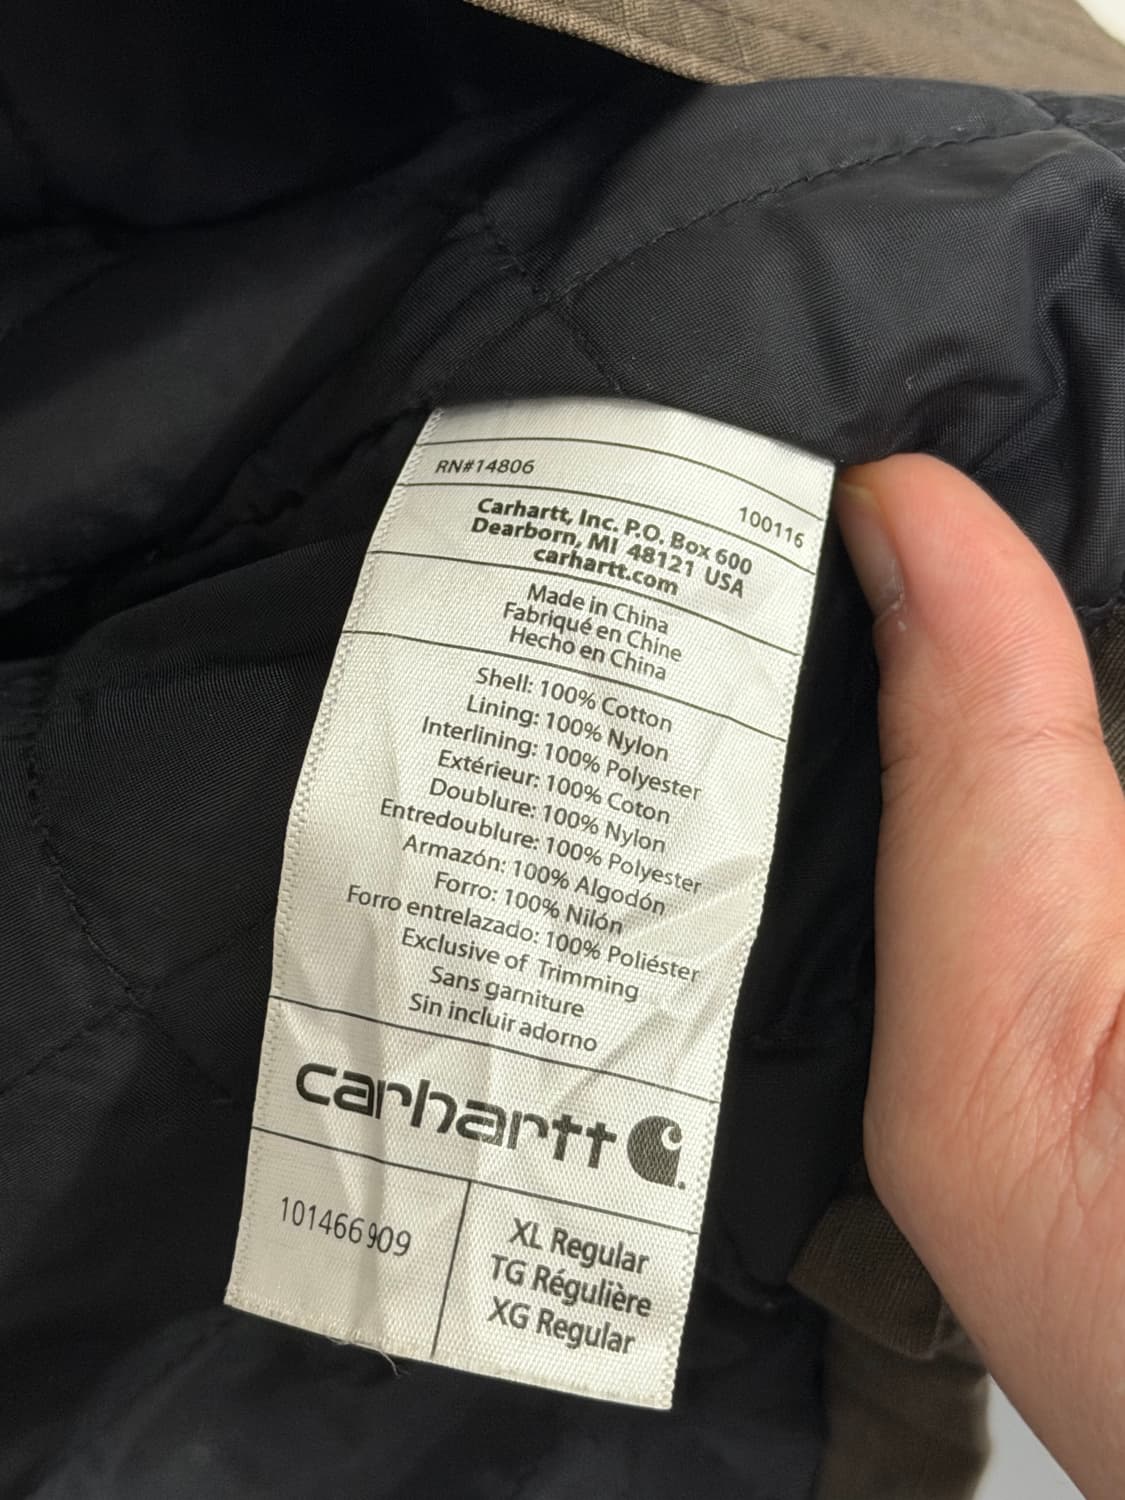 RN#14806
100116
Carhartt, Inc. P.O. Box 600
Dearborn, MI 48121 USA
carhartt.com
Made in China
Fabriqué en Chine
Hecho en China
Shell: 100% Cotton
Lining: 100% Nylon
Interlining: 100% Polyester
Extérieur: 100% Coton
Doublure: 100% Nylon
Entredoublure: 100% Polyester
Armazón: 100% Algodón
Forro: 100% Nilón
Forro entrelazado: 100% Poliéster
Exclusive of Trimming
Sans garniture
Sin incluir adorno
carhartt
101466909
XL Regular
TG Régulière
XG Regular